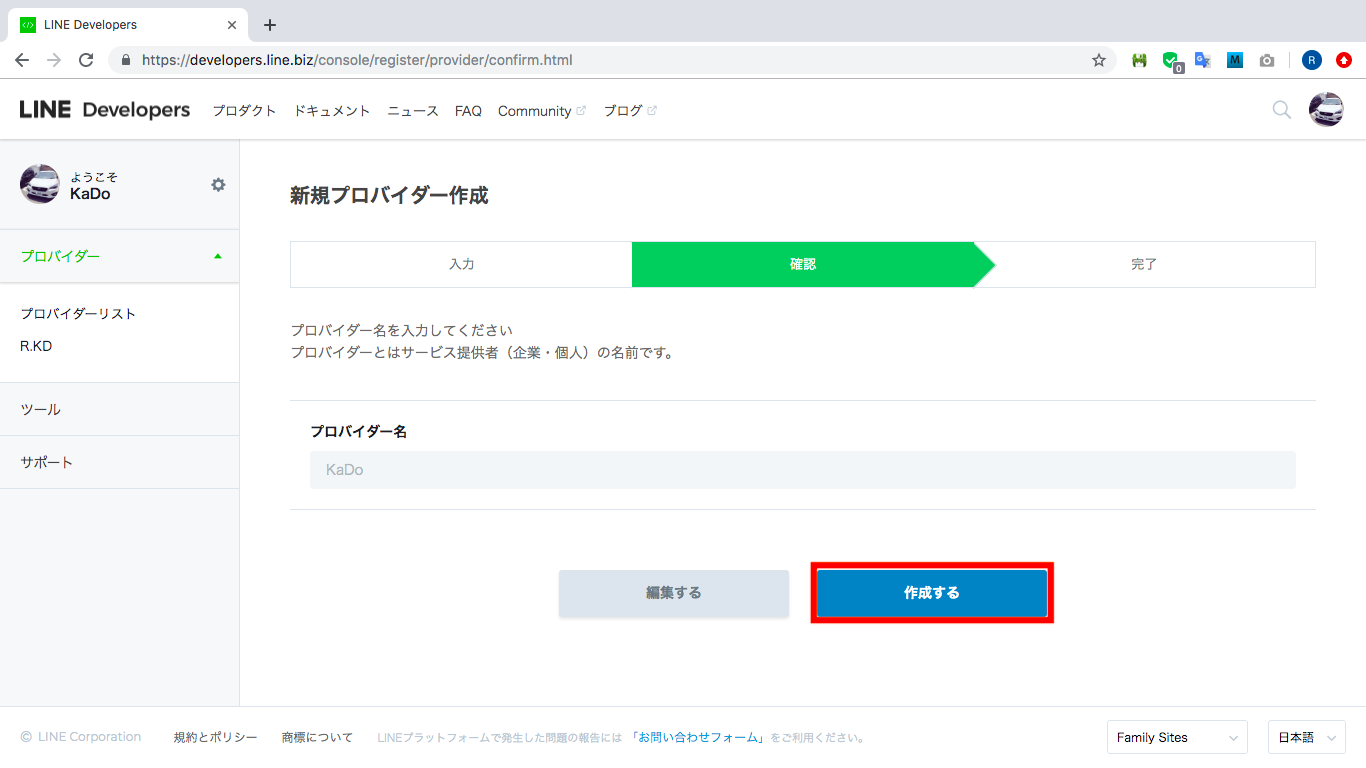 LINE Developers
https://developers.line.biz/console/register/provider/confirm.html
0
M
R
LINE Developers プロダクト ドキュメント ニュース FAQ Community ブログ
ようこそ
KaDo
プロバイダー
プロバイダーリスト
R.KD
ツール
サポート
新規プロバイダー作成
入力 確認 完了
プロバイダー名を入力してください
プロバイダーとはサービス提供者（企業・個人）の名前です。
プロバイダー名
KaDo
編集する 作成する
© LINE Corporation 規約とポリシー 商標について LINEプラットフォームで発生した問題の報告には 「お問い合わせフォーム」 をご利用ください。 Family Sites 日本語